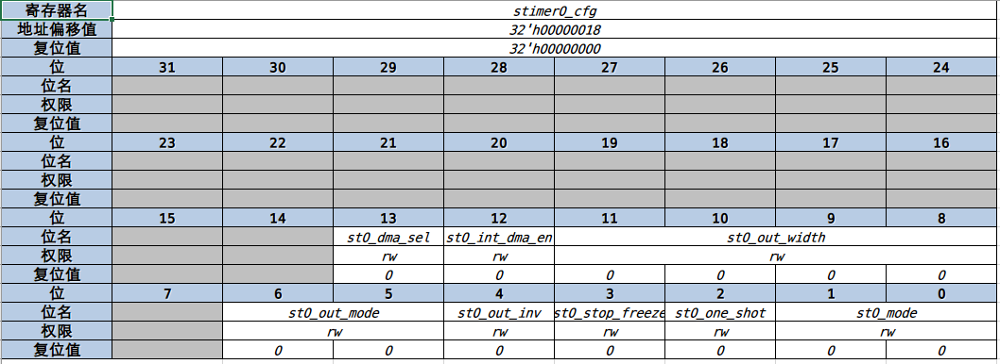 寄存器名 stimer0_cfg
地址偏移值 32'h00000018
复位值 32'h00000000
位 31 30 29 28 27 26 25 24
位名
权限
复位值
位 23 22 21 20 19 18 17 16
位名
权限
复位值
位 15 14 13 12 11 10 9 8
位名 st0_dma_sel st0_int_dma_en st0_out_width
权限 rw rw rw
复位值 0 0 0 0 0 0
位 7 6 5 4 3 2 1 0
位名 st0_out_mode st0_out_inv st0_stop_freeze st0_one_shot st0_mode
权限 rw rw rw rw rw
复位值 0 0 0 0 0 0 0